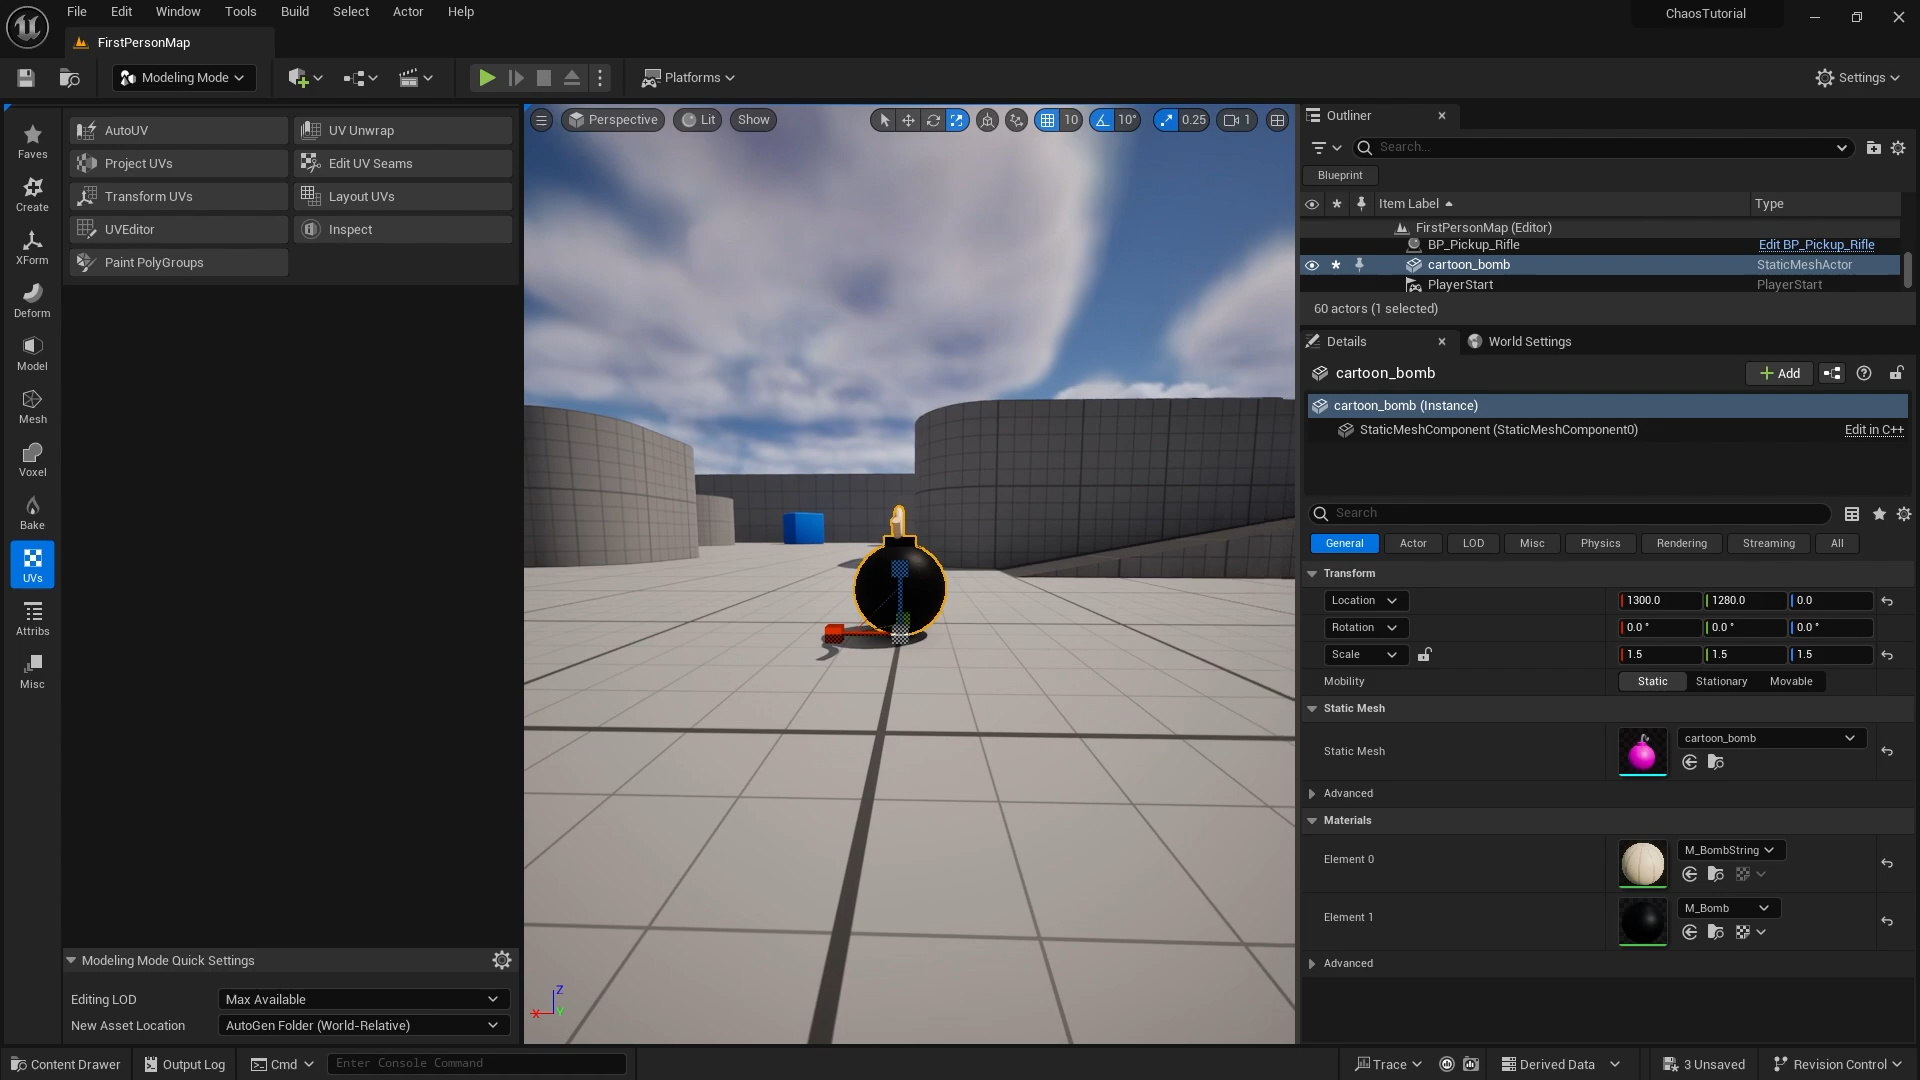 File Edit Window Tools Build Select Actor Help
ChaosTutorial
FirstPersonMap
Modeling Mode
Platforms
Settings
Faves
Create
XForm
Deform
Model
Mesh
Voxel
Bake
UVs
Attribs
Misc
AutoUV
UV Unwrap
Project UVs
Edit UV Seams
Transform UVs
Layout UVs
UVEditor
Inspect
Paint PolyGroups
Modeling Mode Quick Settings
Editing LOD
Max Available
New Asset Location
AutoGen Folder (World-Relative)
Perspective
Lit
Show
10
10°
0.25
1
Z
X
Y
Outliner
Search...
Blueprint
Item Label
Type
FirstPersonMap (Editor)
BP_Pickup_Rifle
Edit BP_Pickup_Rifle
cartoon_bomb
StaticMeshActor
PlayerStart
PlayerStart
60 actors (1 selected)
Details
World Settings
cartoon_bomb
Add
cartoon_bomb (Instance)
StaticMeshComponent (StaticMeshComponent0)
Edit in C++
Search
General
Actor
LOD
Misc
Physics
Rendering
Streaming
All
Transform
Location
1300.0
1280.0
0.0
Rotation
0.0 °
0.0 °
0.0 °
Scale
1.5
1.5
1.5
Mobility
Static
Stationary
Movable
Static Mesh
Static Mesh
cartoon_bomb
Advanced
Materials
Element 0
M_BombString
Element 1
M_Bomb
Advanced
Content Drawer
Output Log
Cmd
Enter Console Command
Trace
Derived Data
3 Unsaved
Revision Control